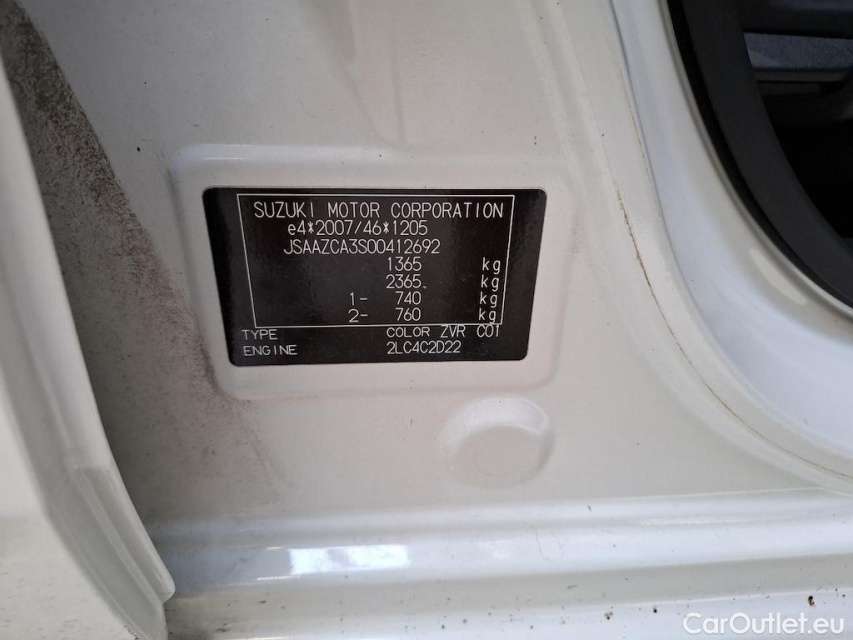 SUZUKI MOTOR CORPORATION
e4*2007/46*1205
JSAAZCA3S00412692
1365 kg
2365 kg
1- 740 kg
2- 760 kg
TYPE COLOR ZVR C01
ENGINE 2LC4C2D22
CarOutlet.eu